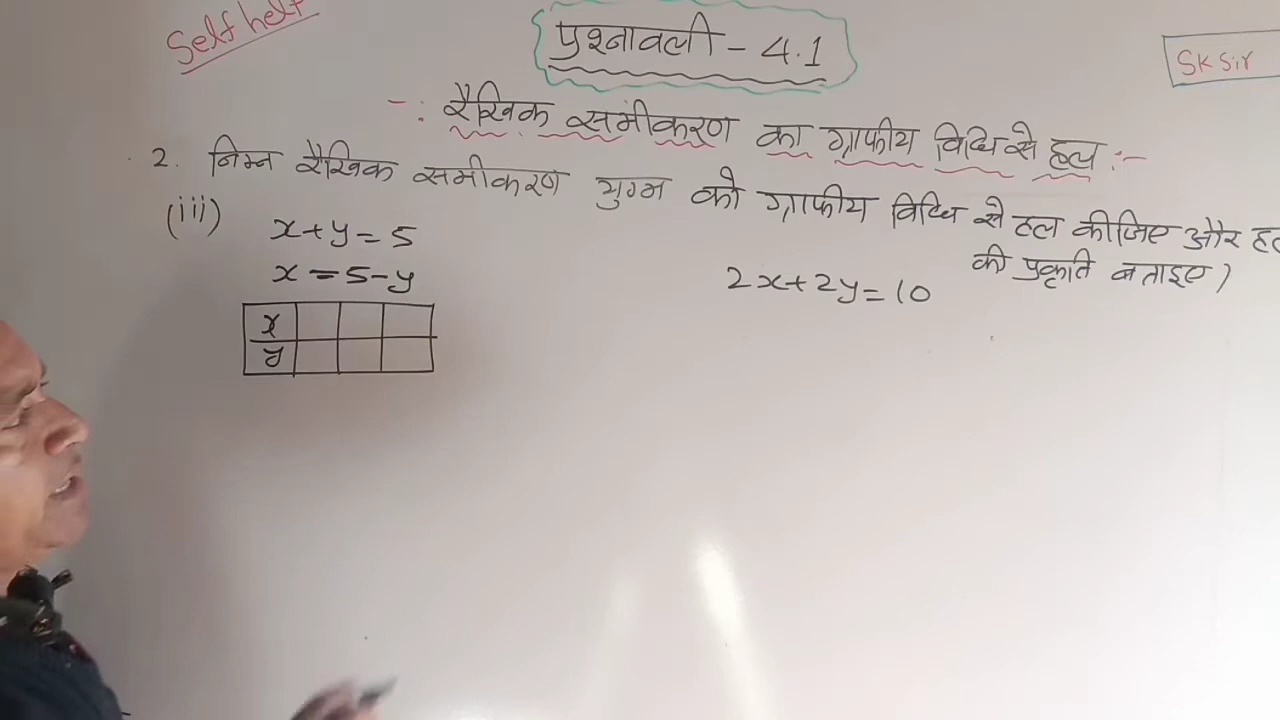 Self help
प्रश्नावली - 4.1
SK Sir
-: रैखिक समीकरण का ग्राफीय विधि से हल :-
2. निम्न रैखिक समीकरण युग्म को ग्राफीय विधि से हल कीजिए और हल
की प्रकृति बताइए)
(iii) x+y=5
x=5-y
2x+2y=10
x
y